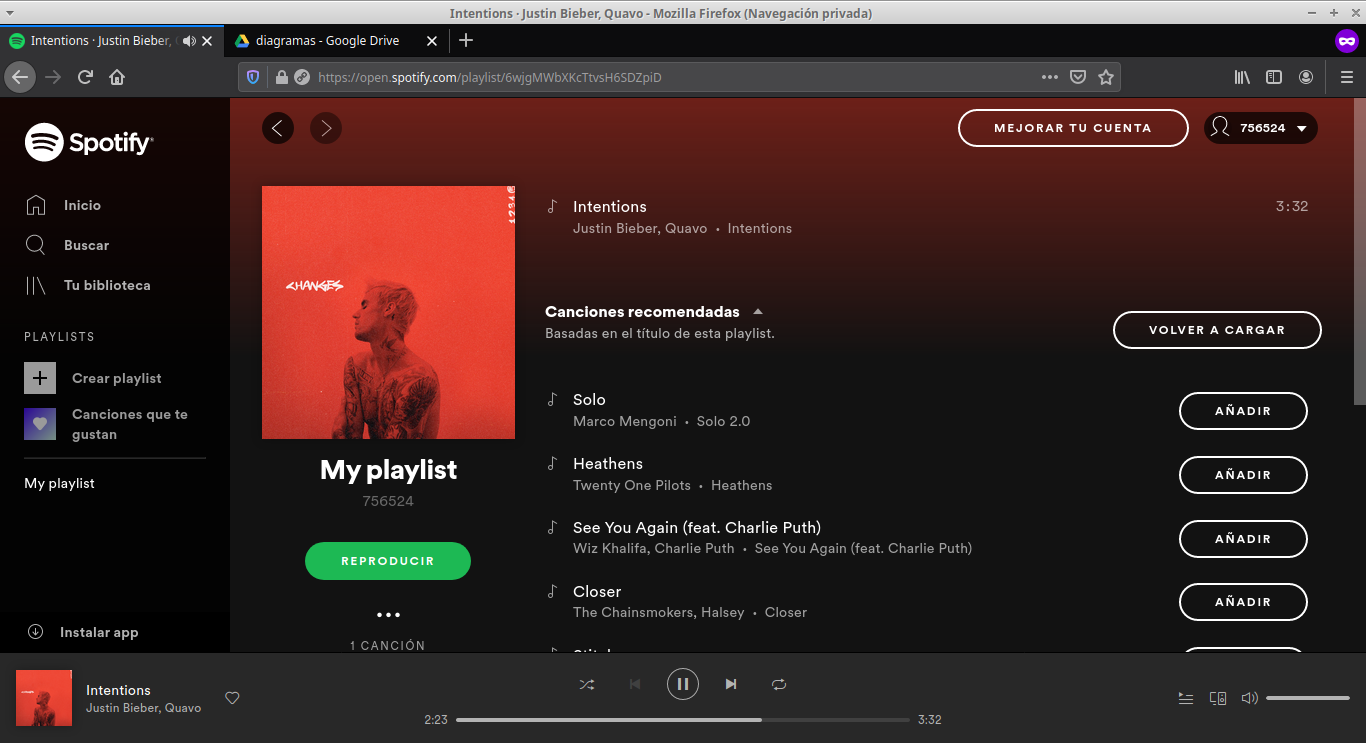 Intentions · Justin Bieber, Quavo - Mozilla Firefox (Navegación privada)
Intentions · Justin Bieber,
diagramas - Google Drive
https://open.spotify.com/playlist/6wjgMWbXKcTtvsH6SDZpiD
Spotify
Inicio
Buscar
Tu biblioteca
PLAYLISTS
Crear playlist
Canciones que te
gustan
My playlist
Instalar app
MEJORAR TU CUENTA
756524
CHANGES
My playlist
756524
REPRODUCIR
1 CANCIÓN
Intentions
3:32
Justin Bieber, Quavo • Intentions
Canciones recomendadas
Basadas en el título de esta playlist.
VOLVER A CARGAR
Solo
Marco Mengoni • Solo 2.0
AÑADIR
Heathens
Twenty One Pilots • Heathens
AÑADIR
See You Again (feat. Charlie Puth)
Wiz Khalifa, Charlie Puth • See You Again (feat. Charlie Puth)
AÑADIR
Closer
The Chainsmokers, Halsey • Closer
AÑADIR
Intentions
Justin Bieber, Quavo
2:23
3:32